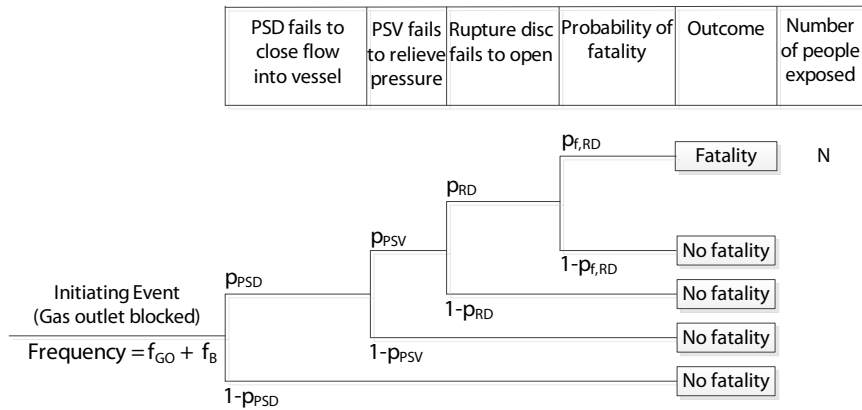 PSD fails to
close flow
into vessel
PSV fails
to relieve
pressure
Rupture disc
fails to open
Probability of
fatality
Outcome
Number
of people
exposed
pf,RD
Fatality
N
pRD
pPSV
No fatality
1-pf,RD
pPSD
No fatality
1-pRD
Initiating Event
(Gas outlet blocked)
Frequency = fGO + fB
No fatality
1-pPSV
No fatality
1-pPSD